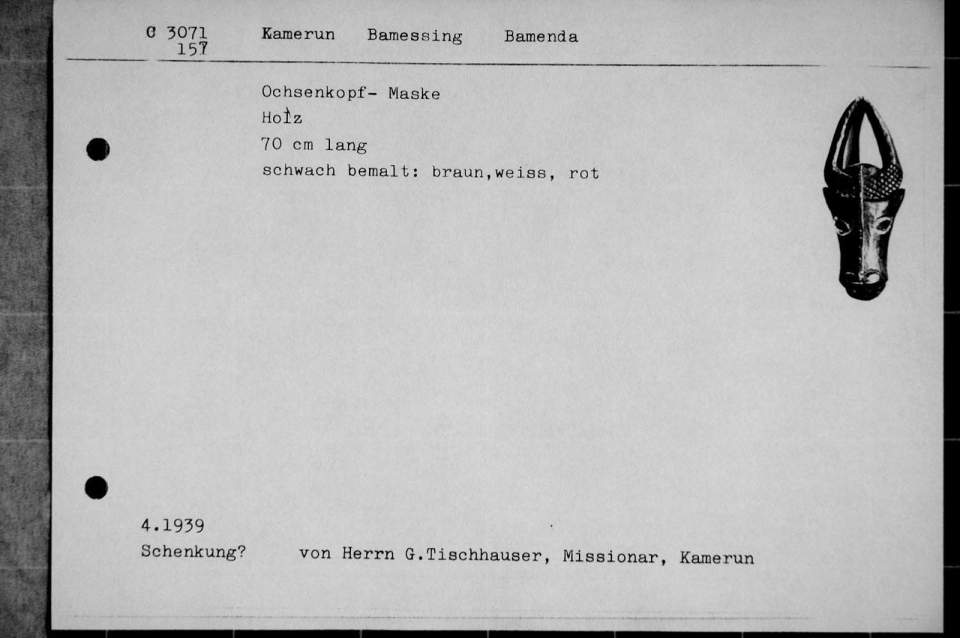 C 3071 Kamerun Bamessing Bamenda
157
Ochsenkopf- Maske
Holz
70 cm lang
schwach bemalt: braun,weiss, rot
4.1939
Schenkung? von Herrn G.Tischhauser, Missionar, Kamerun